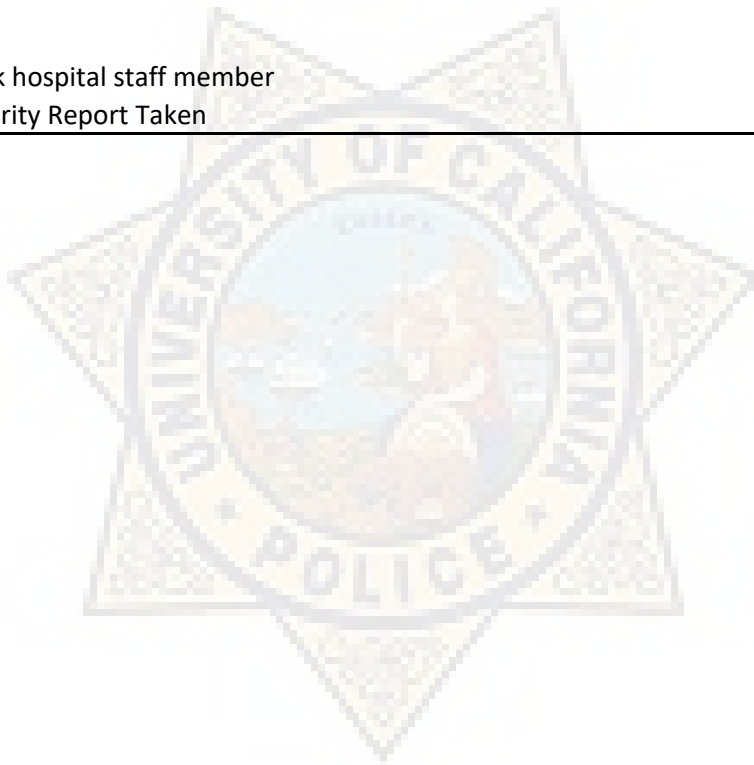 k hospital staff member
rity Report Taken
UNIVERSITY OF CALIFORNIA
POLICE